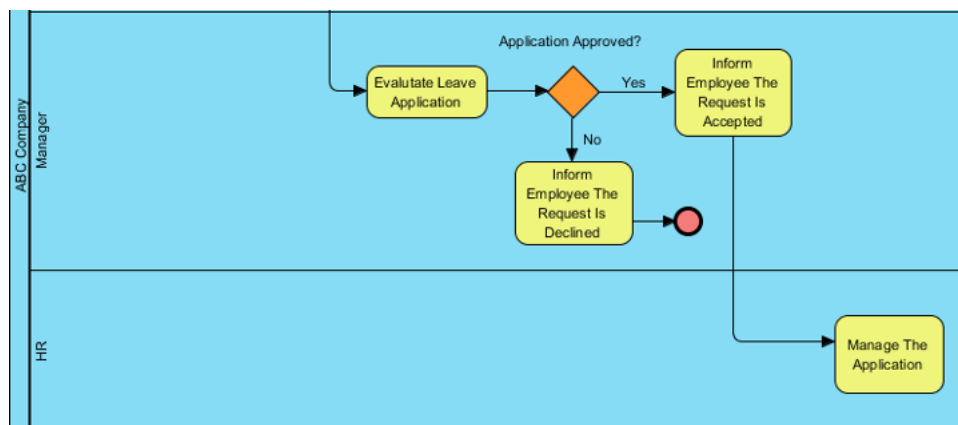 ABC Company
Manager
Application Approved?
Evalutate Leave
Application
Yes
Inform
Employee The
Request Is
Accepted
No
Inform
Employee The
Request Is
Declined
HR
Manage The
Application